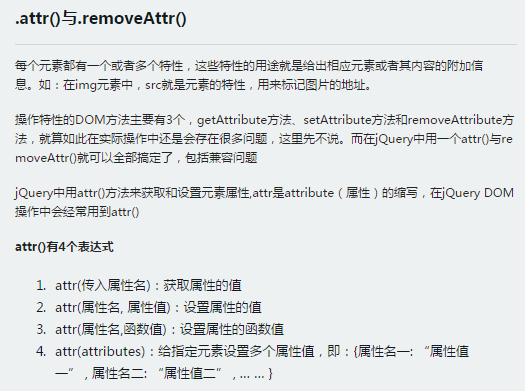 .attr()与.removeAttr()
每个元素都有一个或者多个特性，这些特性的用途就是给出相应元素或者其内容的附加信
息。如：在img元素中，src就是元素的特性，用来标记图片的地址。
操作特性的DOM方法主要有3个，getAttribute方法、setAttribute方法和removeAttribute方
法，就算如此在实际操作中还是会存在很多问题，这里先不说。而在jQuery中用一个attr()与re
moveAttr()就可以全部搞定了，包括兼容问题
jQuery中用attr()方法来获取和设置元素属性,attr是attribute（属性）的缩写，在jQuery DOM
操作中会经常用到attr()
attr()有4个表达式
1. attr(传入属性名)：获取属性的值
2. attr(属性名, 属性值)：设置属性的值
3. attr(属性名,函数值)：设置属性的函数值
4. attr(attributes)：给指定元素设置多个属性值，即：{属性名一: “属性值
一” , 属性名二: “属性值二” , … … }